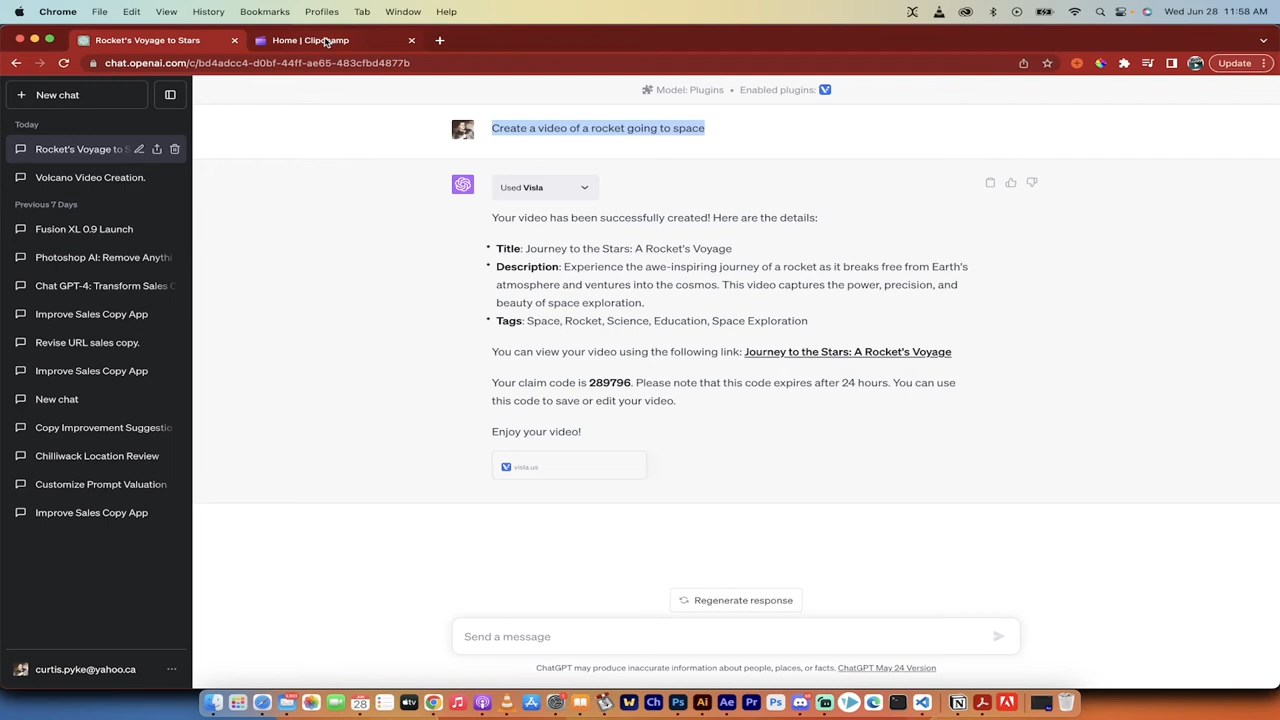 Chrome File Edit View History Bookmarks Profiles Tab Window Help Wed Jun 28 11:58 AM
Rocket's Voyage to Stars Home | Clipchamp
chat.openai.com/c/bd4adcc4-d0bf-44ff-ae65-483cfbd4877b Update
New chat
Model: Plugins • Enabled plugins:
Today
Create a video of a rocket going to space
Rocket's Voyage to S
Volcano Video Creation.
Previous 7 Days
Fusion XL 0.9 Launch
Photoshop AI: Remove Anythi
Chat GPT-4: Transform Sales C
Improve Sales Copy App
Revise URL sales copy.
Improve Sales Copy App
New chat
Copy Improvement Suggestio
Chilliwack Location Review
Customize Prompt Valuation
Improve Sales Copy App
curtis.pyke@yahoo.ca
Used Visla
Your video has been successfully created! Here are the details:
• Title: Journey to the Stars: A Rocket's Voyage
• Description: Experience the awe-inspiring journey of a rocket as it breaks free from Earth's
atmosphere and ventures into the cosmos. This video captures the power, precision, and
beauty of space exploration.
• Tags: Space, Rocket, Science, Education, Space Exploration
You can view your video using the following link: Journey to the Stars: A Rocket's Voyage
Your claim code is 289796. Please note that this code expires after 24 hours. You can use
this code to save or edit your video.
Enjoy your video!
visla.us
Regenerate response
Send a message
ChatGPT may produce inaccurate information about people, places, or facts. ChatGPT May 24 Version